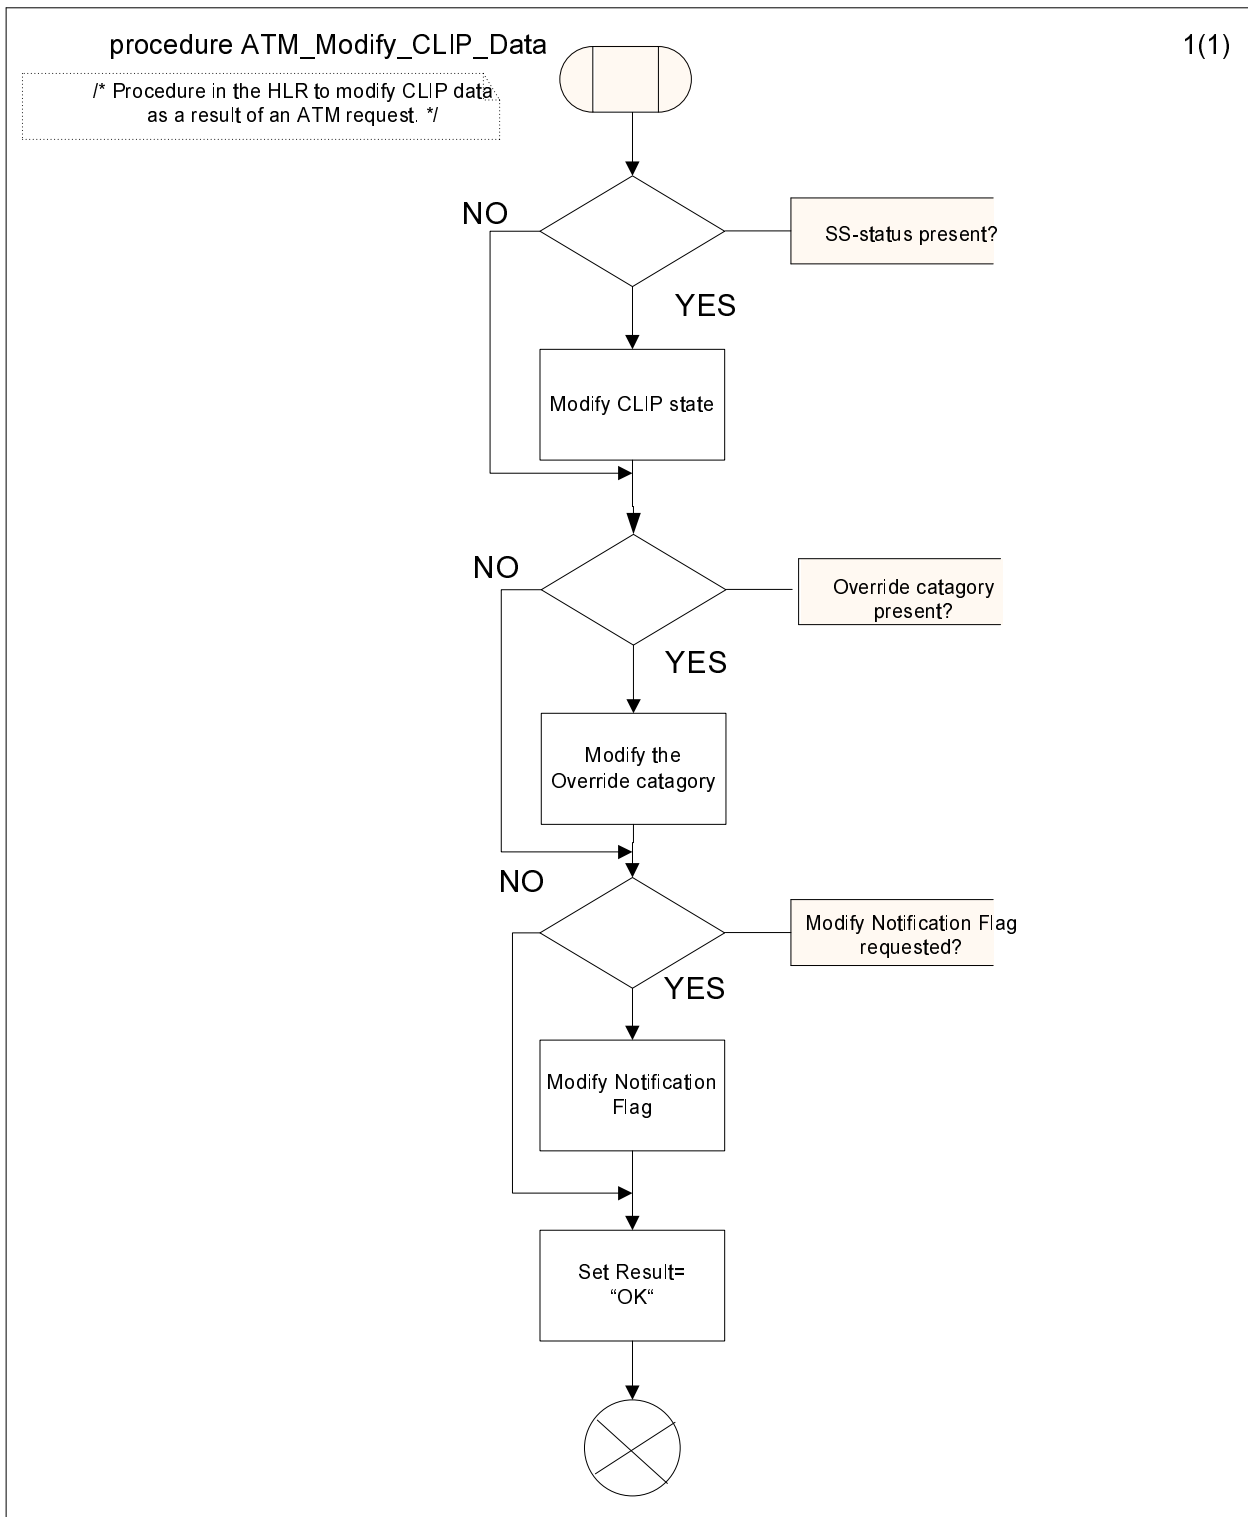 procedure ATM_Modify_CLIP_Data
1(1)
/* Procedure in the HLR to modify CLIP data
as a result of an ATM request. */
NO
SS-status present?
YES
Modify CLIP state
NO
Override catagory
present?
YES
Modify the
Override catagory
NO
Modify Notification Flag
requested?
YES
Modify Notification
Flag
Set Result=
“OK“